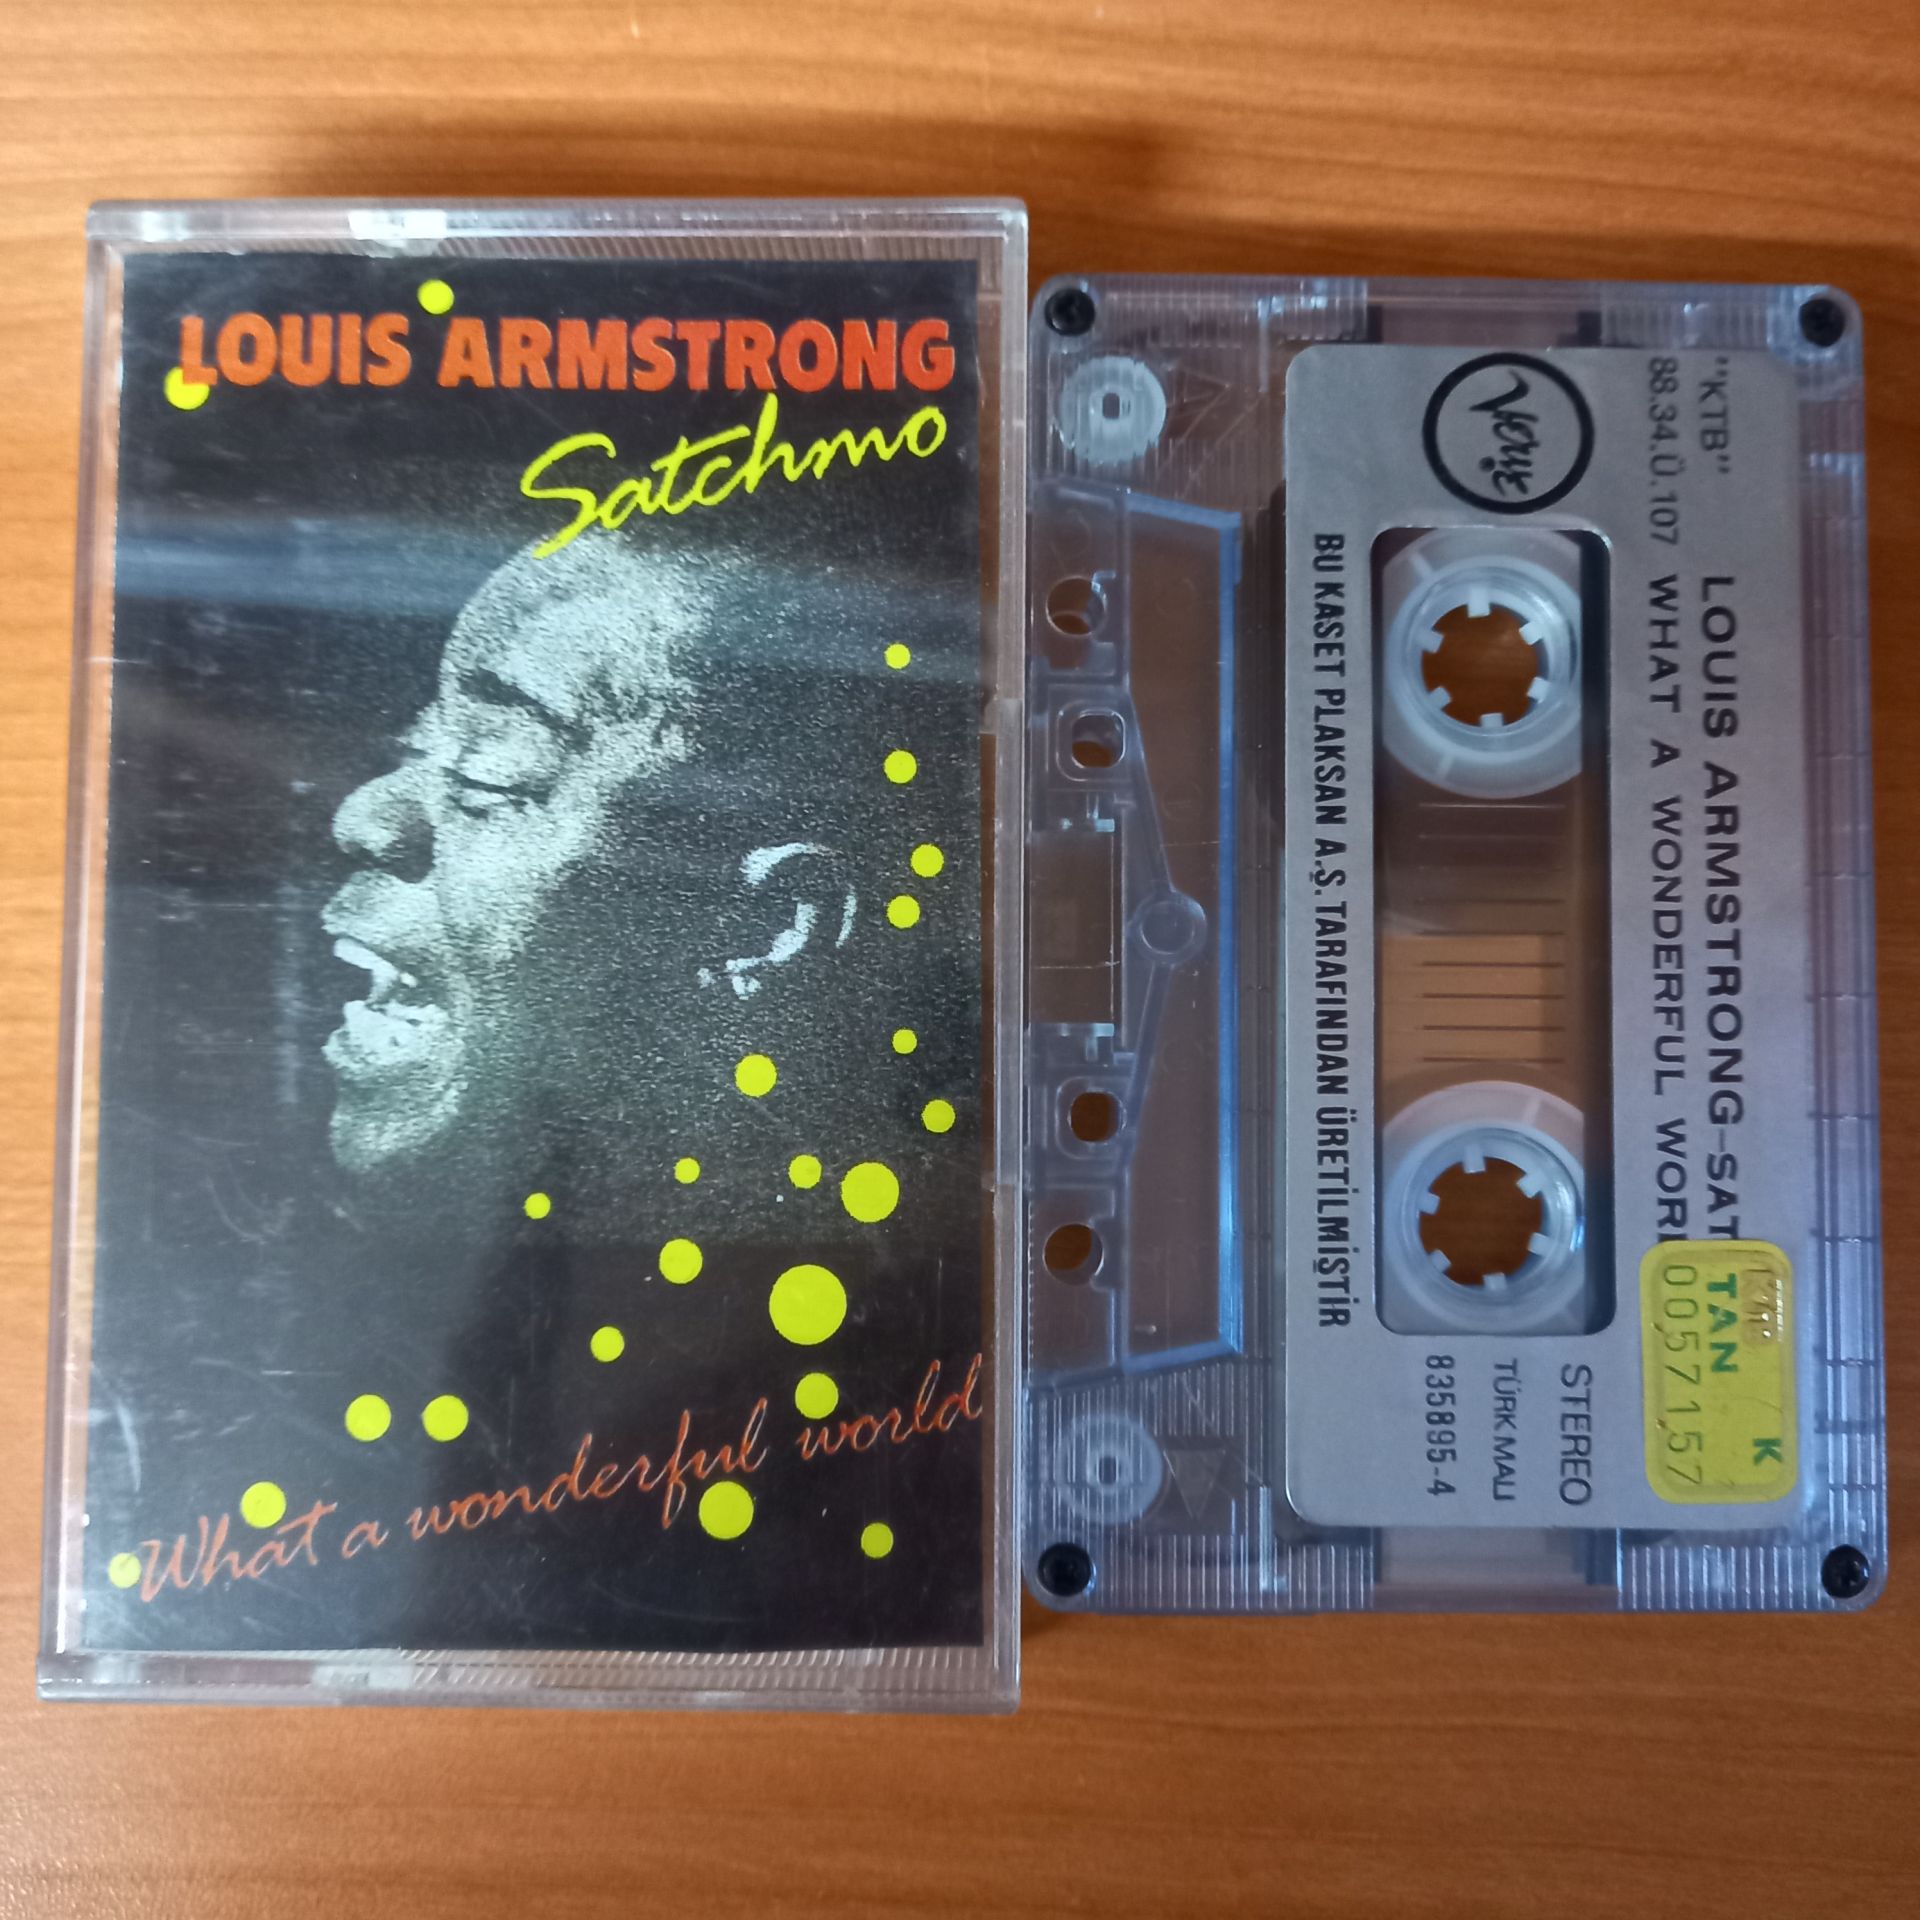 LOUIS ARMSTRONG
Satchmo
What a wonderful world
Verve
"KTB"
88.34.Ü.107
LOUIS ARMSTRONG-SAT
WHAT A WONDERFUL WORL
BU KASET PLAKSAN A.Ş. TARAFINDAN ÜRETİLMİŞTİR
STEREO
TÜRK MALI
835895-4
TAN K
0057157